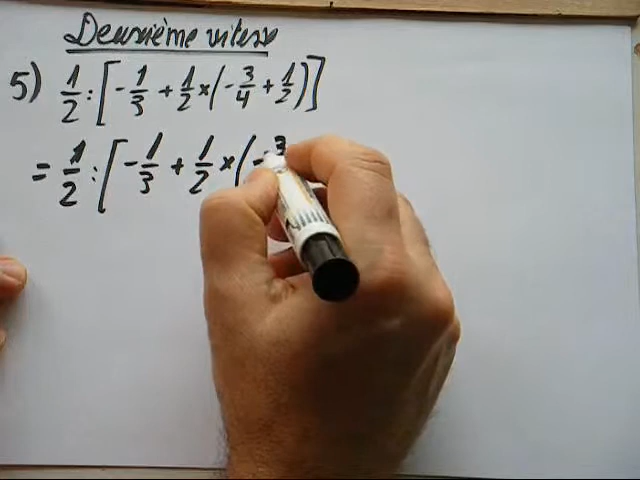 Deuxième vitesse
5) 1/2 : [-1/3 + 1/2 × (-3/4 + 1/2)]
= 1/2 : [-1/3 + 1/2 × (-3